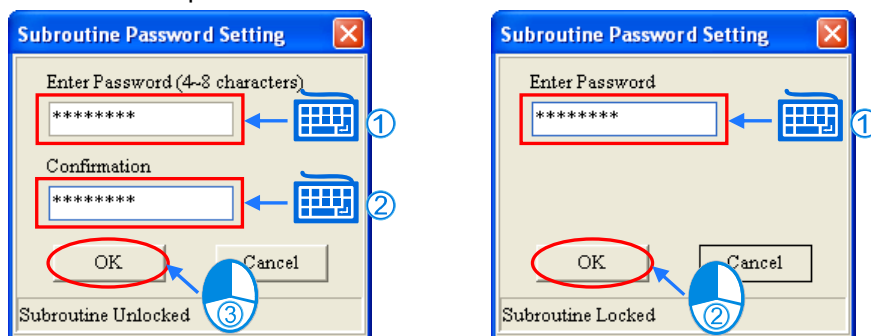 Subroutine Password Setting
Enter Password (4~8 characters)
********
①
Confirmation
********
②
OK
Cancel
③
Subroutine Unlocked
Subroutine Password Setting
Enter Password
********
①
OK
Cancel
②
Subroutine Locked